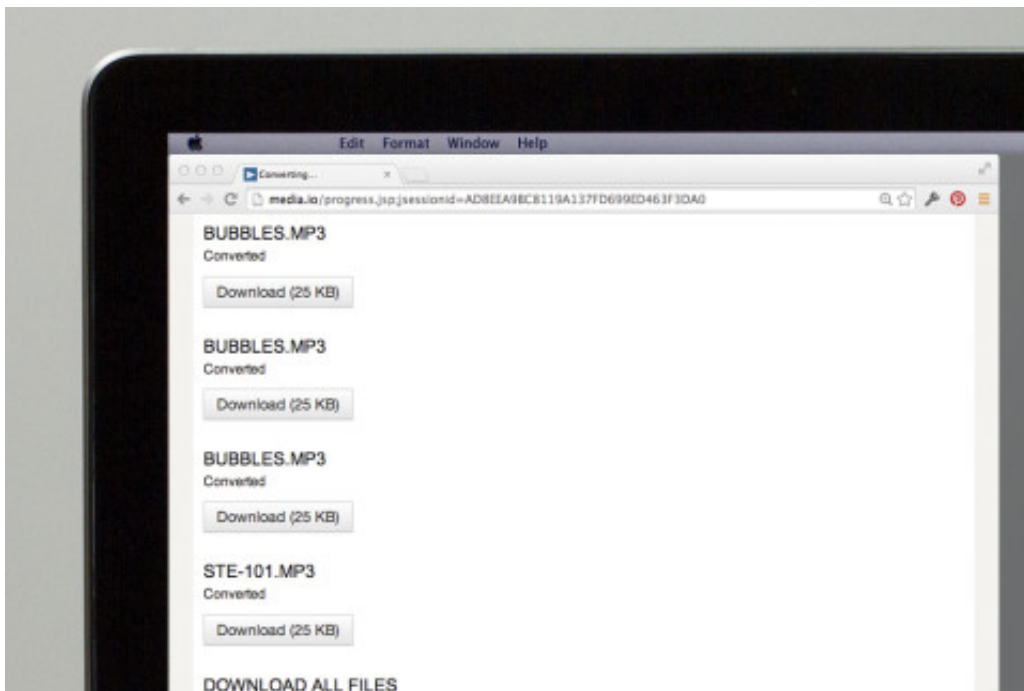 Edit Format Window Help
Converting...
media.io/progress.jsp;jsessionid=AD8EEA9BC8119A137FD699ED463F3DA0
BUBBLES.MP3
Converted
Download (25 KB)
BUBBLES.MP3
Converted
Download (25 KB)
BUBBLES.MP3
Converted
Download (25 KB)
STE-101.MP3
Converted
Download (25 KB)
DOWNLOAD ALL FILES